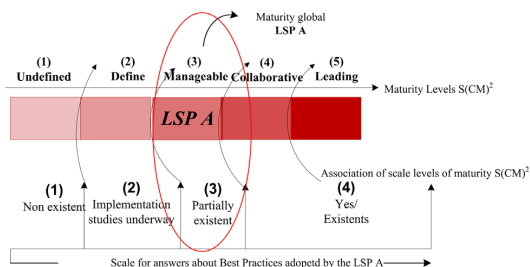 Maturity global
LSP A
(1) (2) (3) (4) (5)
Undefined Define Manageable Collaborative Leading
Maturity Levels S(CM)²
LSP A
Association of scale levels of maturity S(CM)²
(1) (2) (3) (4)
Non existent Implementation studies underway Partially existent Yes/ Existents
Scale for answers about Best Practices adopetd by the LSP A